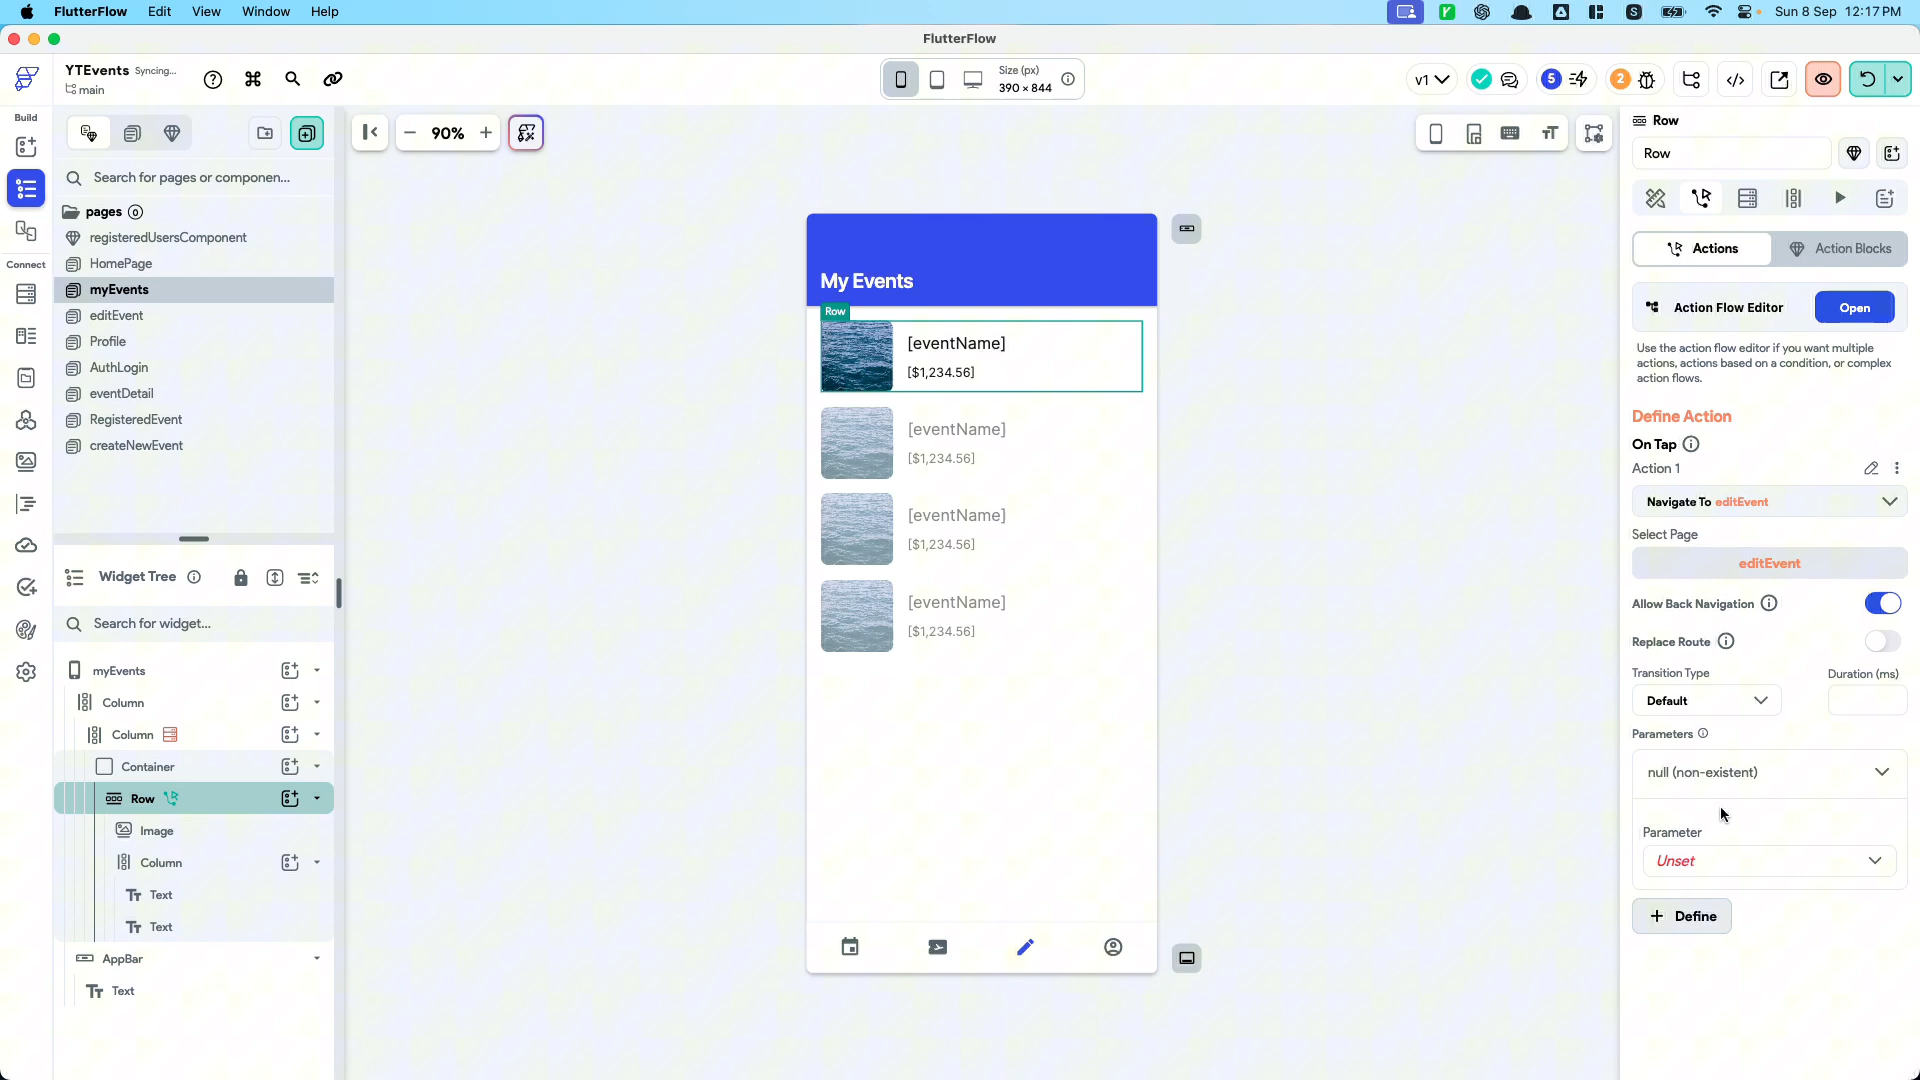 FlutterFlow Edit View Window Help
Sun 8 Sep 12:17 PM
FlutterFlow
YTEvents Syncing...
main
Size (px)
390 × 844
v1
5
2
Build
Connect
Search for pages or componen...
pages 0
registeredUsersComponent
HomePage
myEvents
editEvent
Profile
AuthLogin
eventDetail
RegisteredEvent
createNewEvent
Widget Tree
Search for widget...
myEvents
Column
Column
Container
Row
Image
Column
Text
Text
AppBar
Text
90%
My Events
Row
[eventName]
[$1,234.56]
[eventName]
[$1,234.56]
[eventName]
[$1,234.56]
[eventName]
[$1,234.56]
Row
Row
Actions
Action Blocks
Action Flow Editor
Open
Use the action flow editor if you want multiple
actions, actions based on a condition, or complex
action flows.
Define Action
On Tap
Action 1
Navigate To editEvent
Select Page
editEvent
Allow Back Navigation
Replace Route
Transition Type
Duration (ms)
Default
Parameters
null (non-existent)
Parameter
Unset
+ Define